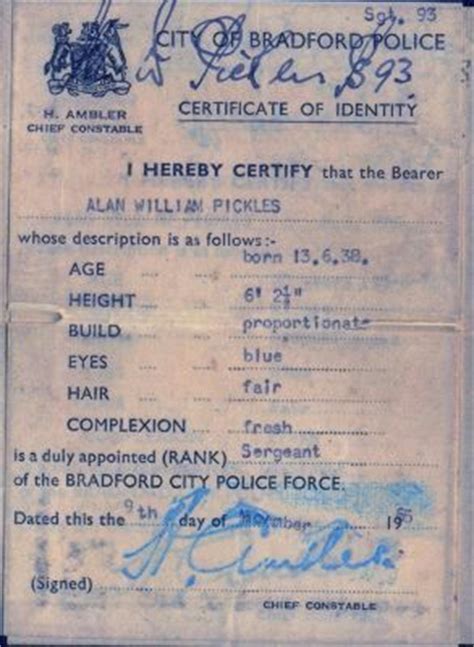 Sgt. 93
CITY OF BRADFORD POLICE
W Pickles S93
H. AMBLER
CHIEF CONSTABLE
CERTIFICATE OF IDENTITY
I HEREBY CERTIFY that the Bearer
ALAN WILLIAM PICKLES
whose description is as follows:-
AGE .... .... born 13.6.38.
HEIGHT .... .... 6' 2½"
BUILD .... .... proportionate
EYES .... .... blue
HAIR .... .... fair
COMPLEXION .... fresh
is a duly appointed (RANK) Sergeant
of the BRADFORD CITY POLICE FORCE.
Dated this the 9th day of 1965
(Signed) H. Ambler
CHIEF CONSTABLE